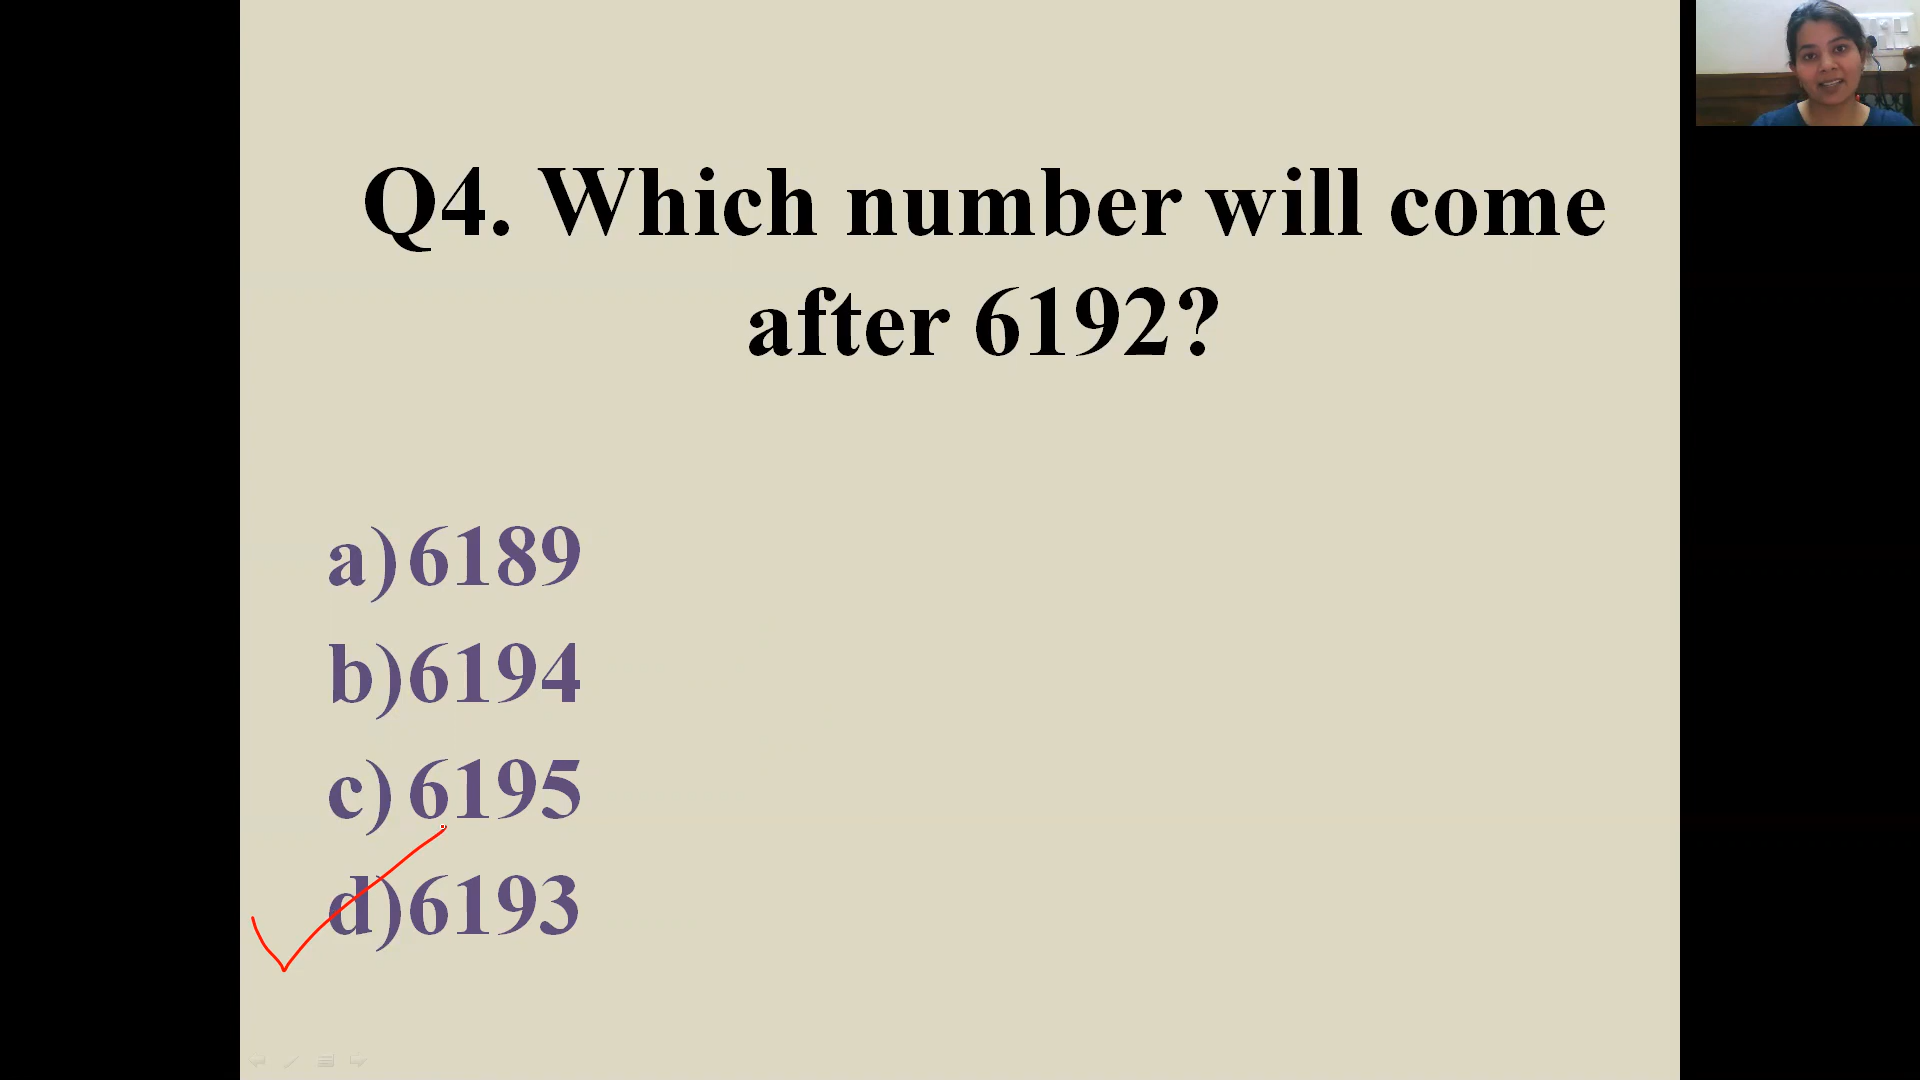 Q4. Which number will come
after 6192?
a) 6189
b) 6194
c) 6195
d) 6193